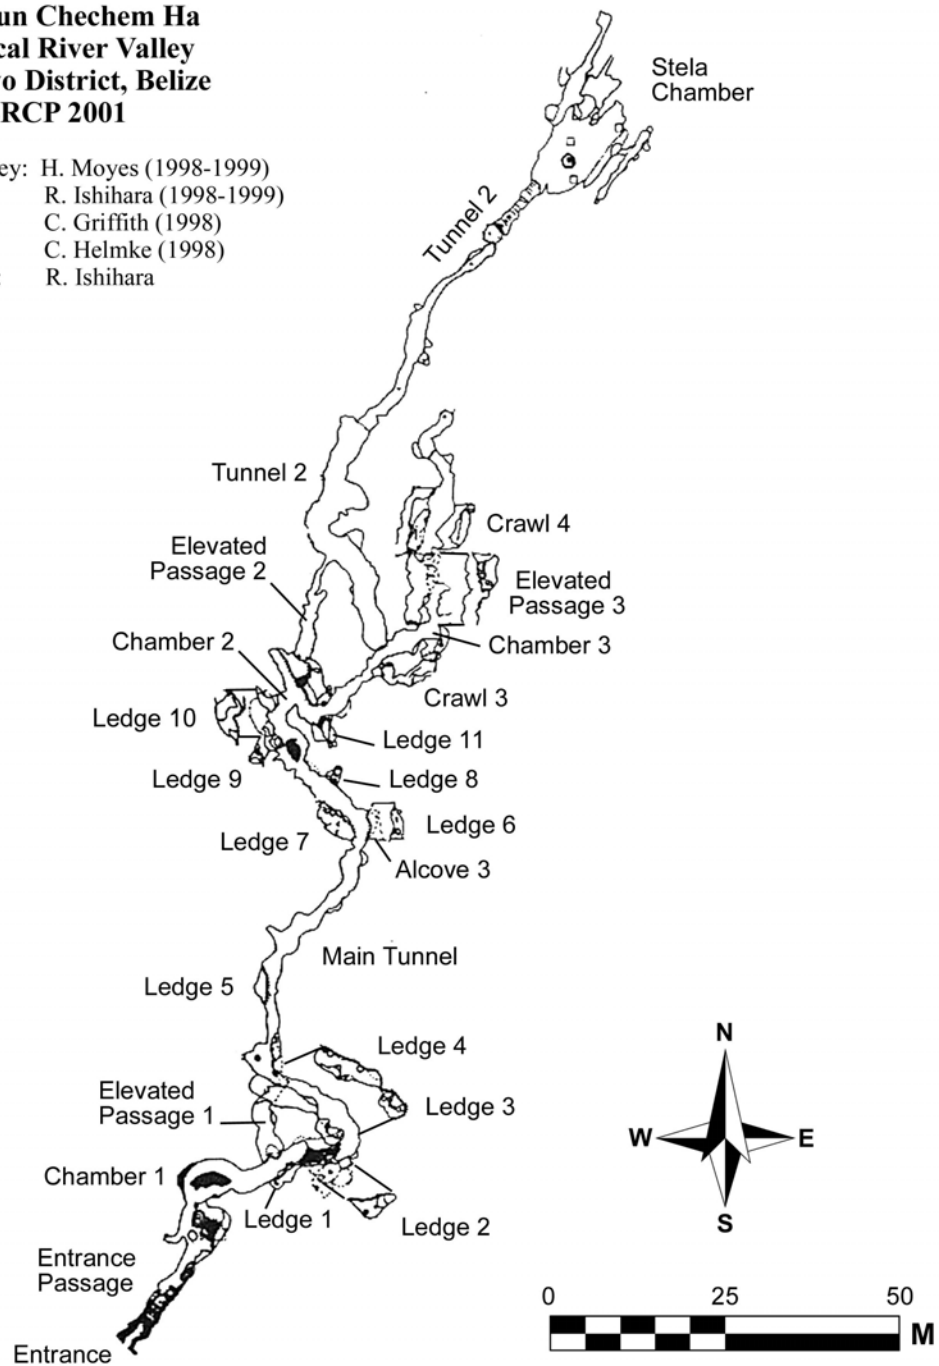 un Chechem Ha
cal River Valley
o District, Belize
RCP 2001
ey: H. Moyes (1998-1999)
R. Ishihara (1998-1999)
C. Griffith (1998)
C. Helmke (1998)
: R. Ishihara
Stela
Chamber
Tunnel 2
Tunnel 2
Crawl 4
Elevated
Passage 2
Elevated
Passage 3
Chamber 2
Chamber 3
Crawl 3
Ledge 10
Ledge 11
Ledge 9
Ledge 8
Ledge 7
Ledge 6
Alcove 3
Main Tunnel
Ledge 5
Ledge 4
Elevated
Passage 1
Ledge 3
Chamber 1
Ledge 1
Ledge 2
Entrance
Passage
Entrance
N
W E
S
0 25 50
M